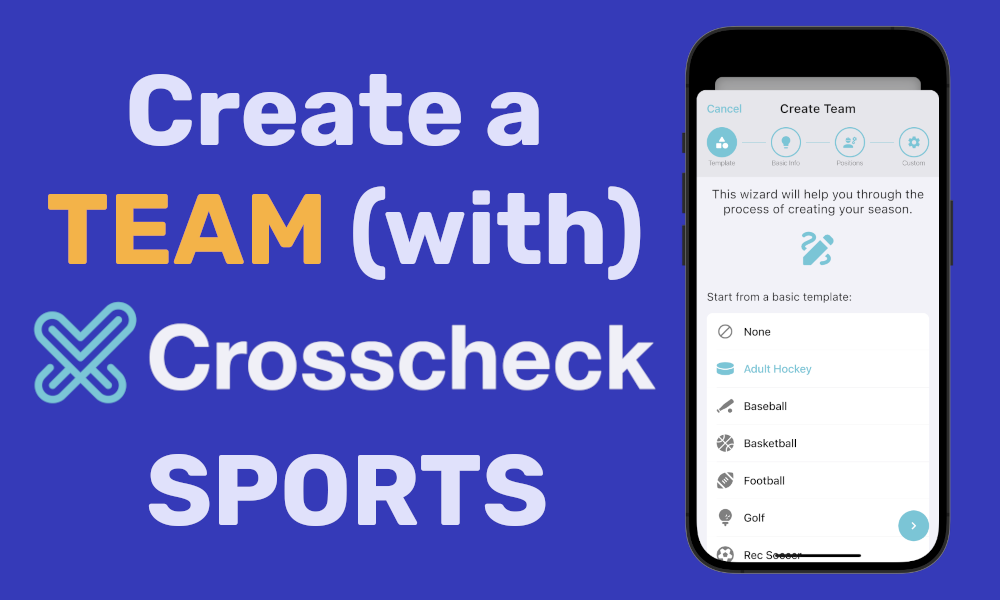 Create a
TEAM (with)
Crosscheck
SPORTS
Cancel
Create Team
Template
Basic Info
Positions
Custom
This wizard will help you through the
process of creating your season.
Start from a basic template:
None
Adult Hockey
Baseball
Basketball
Football
Golf
Rec Soccer